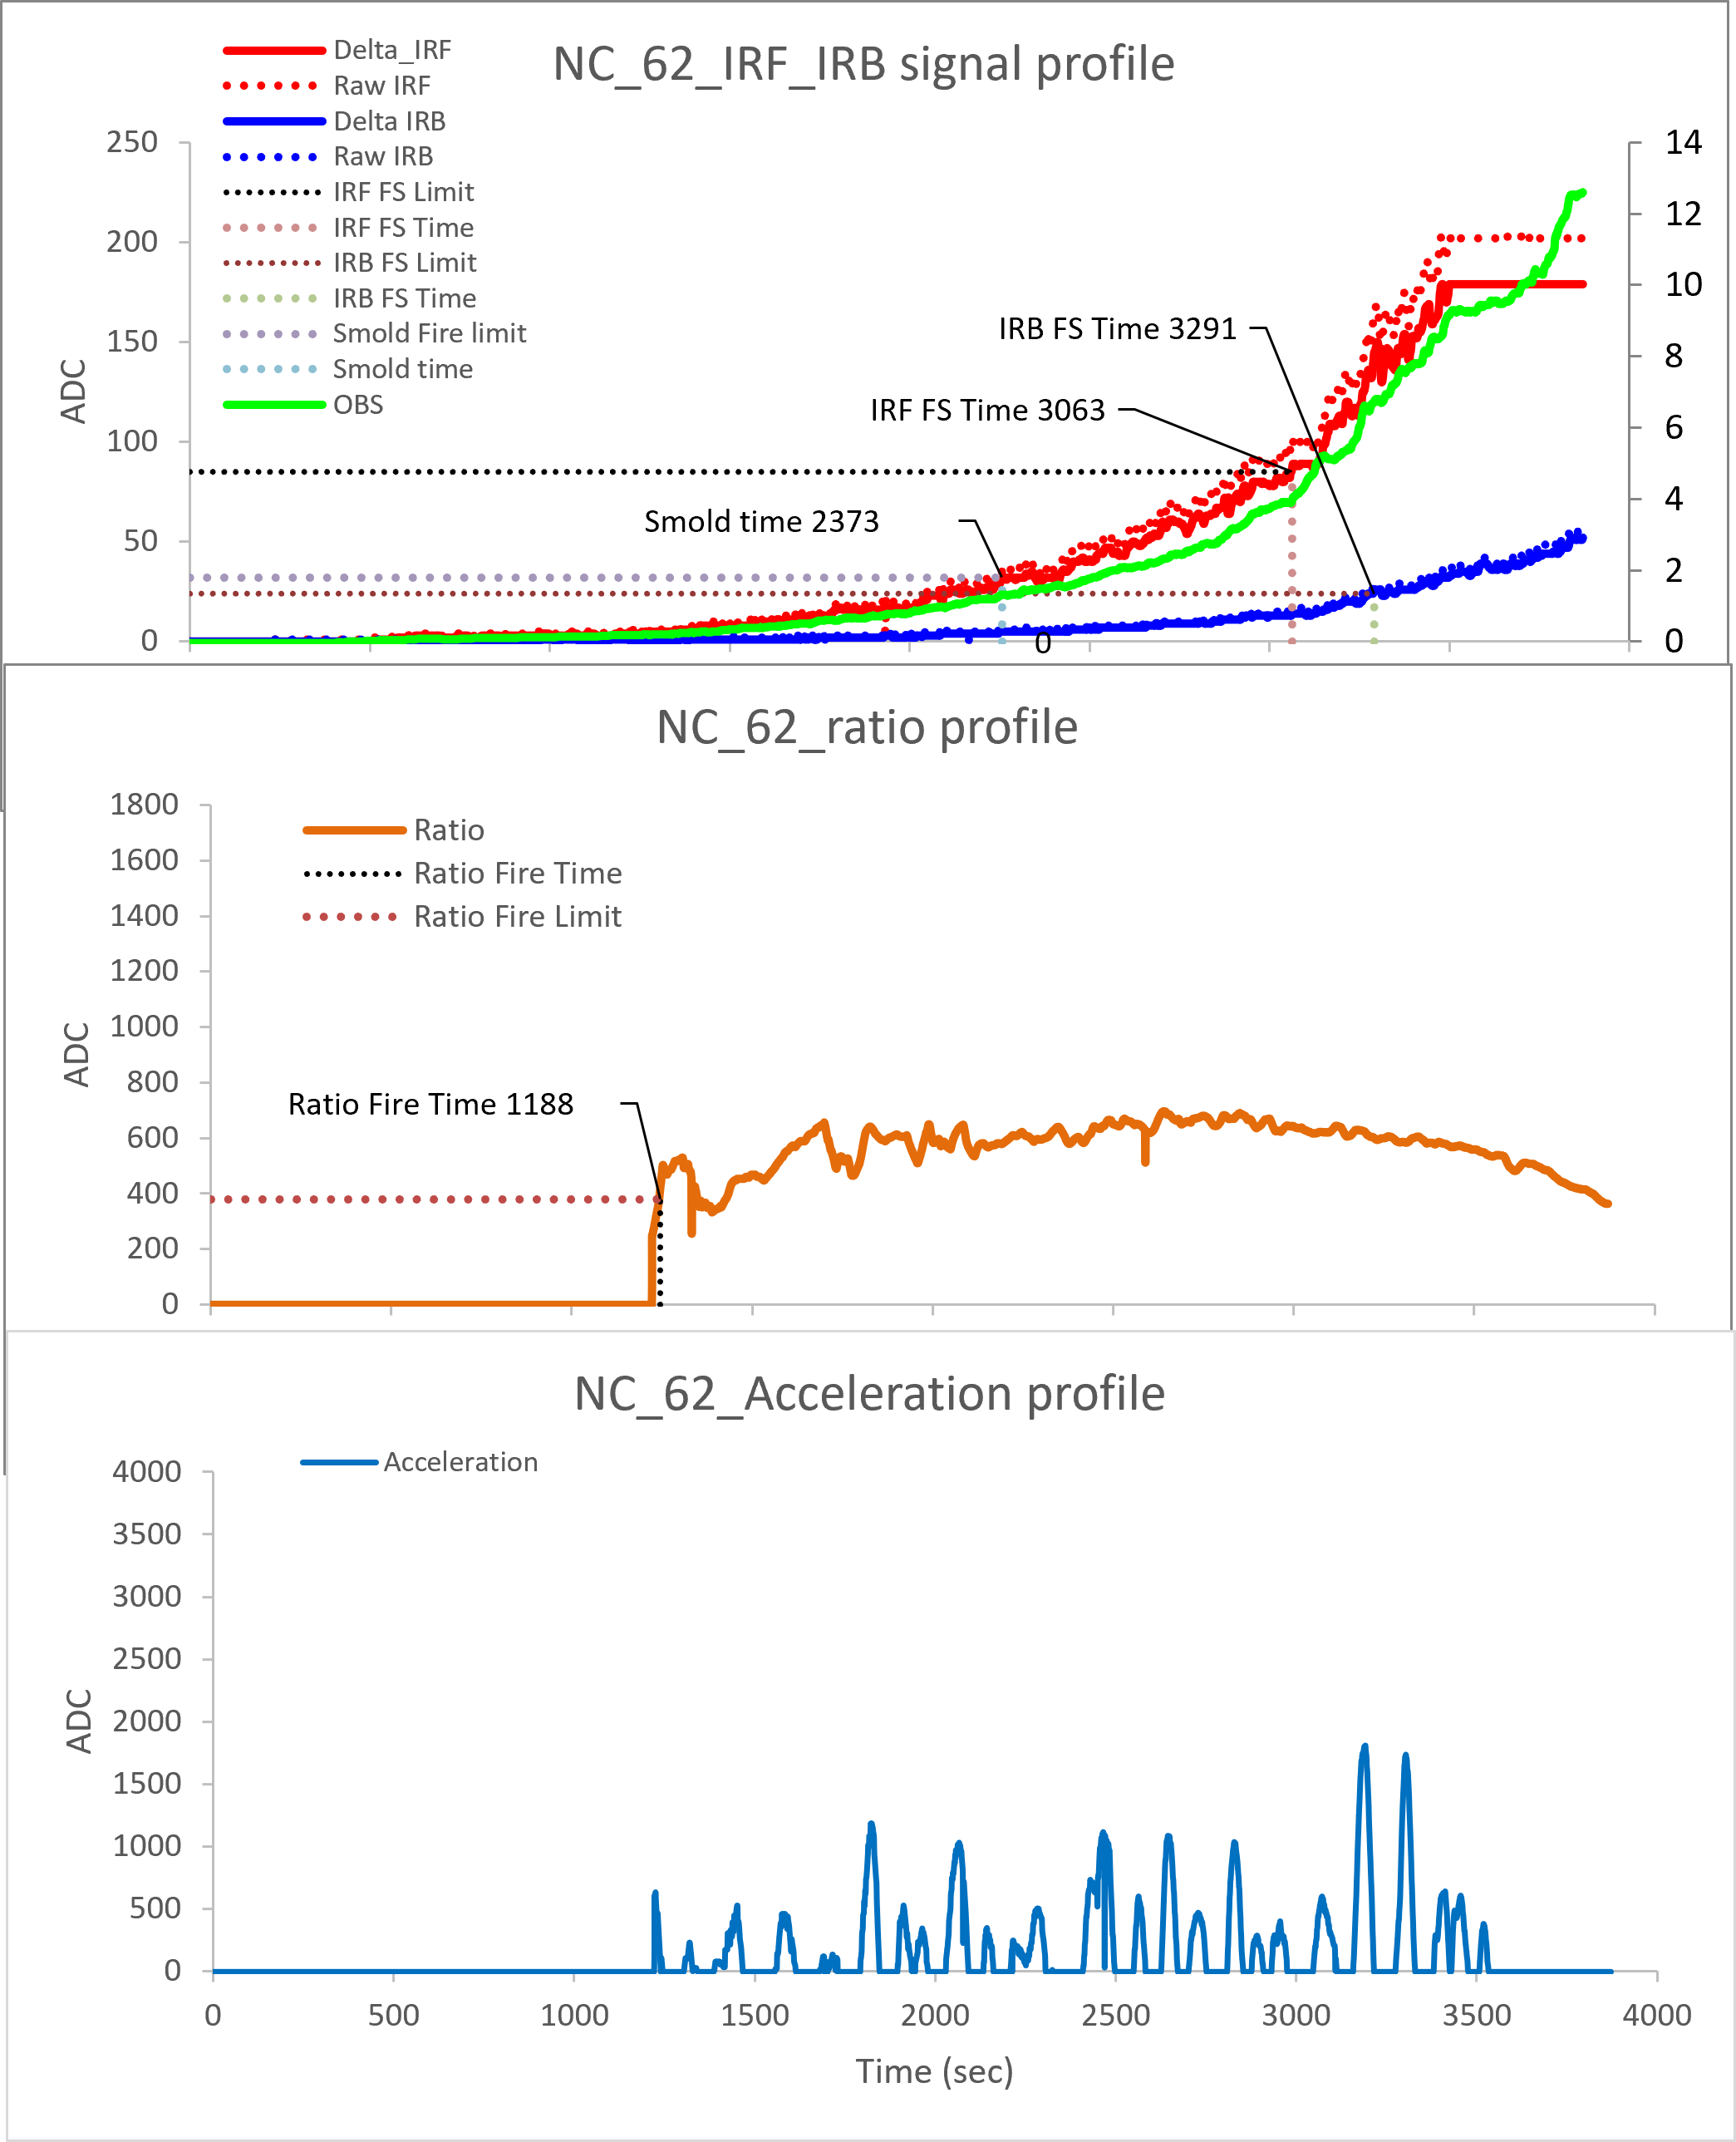 NC_62_IRF_IRB signal profile
Delta_IRF
Raw IRF
Delta IRB
Raw IRB
IRF FS Limit
IRF FS Time
IRB FS Limit
IRB FS Time
Smold Fire limit
Smold time
OBS
250
200
150
100
50
0
ADC
14
12
10
8
6
4
2
0
IRB FS Time 3291
IRF FS Time 3063
Smold time 2373
0
NC_62_ratio profile
1800
1600
1400
1200
1000
800
600
400
200
0
ADC
Ratio
Ratio Fire Time
Ratio Fire Limit
Ratio Fire Time 1188
NC_62_Acceleration profile
Acceleration
4000
3500
3000
2500
2000
1500
1000
500
0
ADC
0 500 1000 1500 2000 2500 3000 3500 4000
Time (sec)